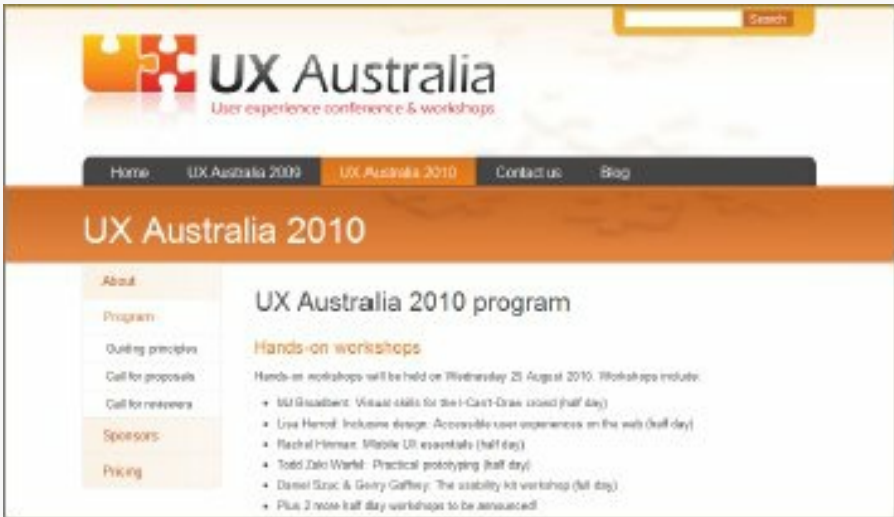 Search
UX Australia
User experience conference & workshops
Home UX Australia 2009 UX Australia 2010 Contact us Blog
UX Australia 2010
About
Program
Guiding principles
Call for proposals
Call for reviewers
Sponsors
Pricing
UX Australia 2010 program
Hands-on workshops
Hands-on workshops will be held on Wednesday 25 August 2010. Workshops include:
• MJ Broadbent: Visual skills for the I-Can't-Draw crowd (half day)
• Lisa Herrod: Inclusive design: Accessible user experiences on the web (half day)
• Rachel Hinman: Mobile UX essentials (half day)
• Todd Zaki Warfel: Practical prototyping (half day)
• Daniel Szuc & Gerry Gaffney: The usability kit workshop (full day)
• Plus 2 more half day workshops to be announced!